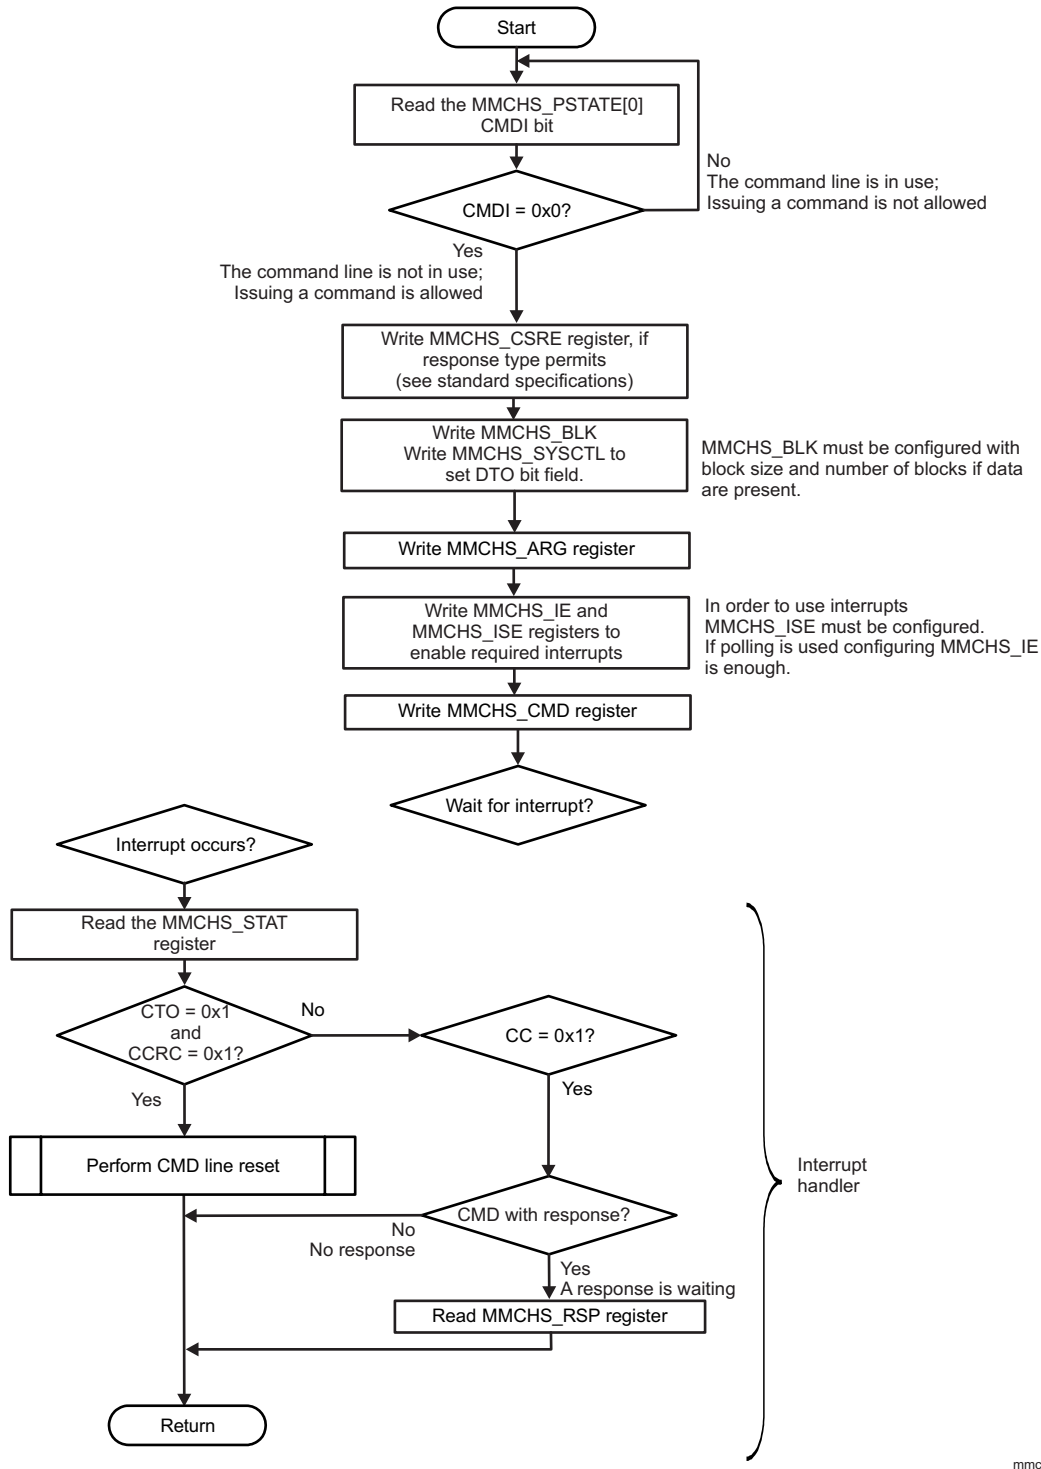 Start
Read the MMCHS_PSTATE[0]
CMDI bit
No
The command line is in use;
Issuing a command is not allowed
CMDI = 0x0?
Yes
The command line is not in use;
Issuing a command is allowed
Write MMCHS_CSRE register, if
response type permits
(see standard specifications)
Write MMCHS_BLK
Write MMCHS_SYSCTL to
set DTO bit field.
MMCHS_BLK must be configured with
block size and number of blocks if data
are present.
Write MMCHS_ARG register
Write MMCHS_IE and
MMCHS_ISE registers to
enable required interrupts
In order to use interrupts
MMCHS_ISE must be configured.
If polling is used configuring MMCHS_IE
is enough.
Write MMCHS_CMD register
Wait for interrupt?
Interrupt occurs?
Read the MMCHS_STAT
register
CTO = 0x1
and
CCRC = 0x1?
No
CC = 0x1?
Yes
Yes
Perform CMD line reset
Interrupt
handler
CMD with response?
No
No response
Yes
A response is waiting
Read MMCHS_RSP register
Return
mmc